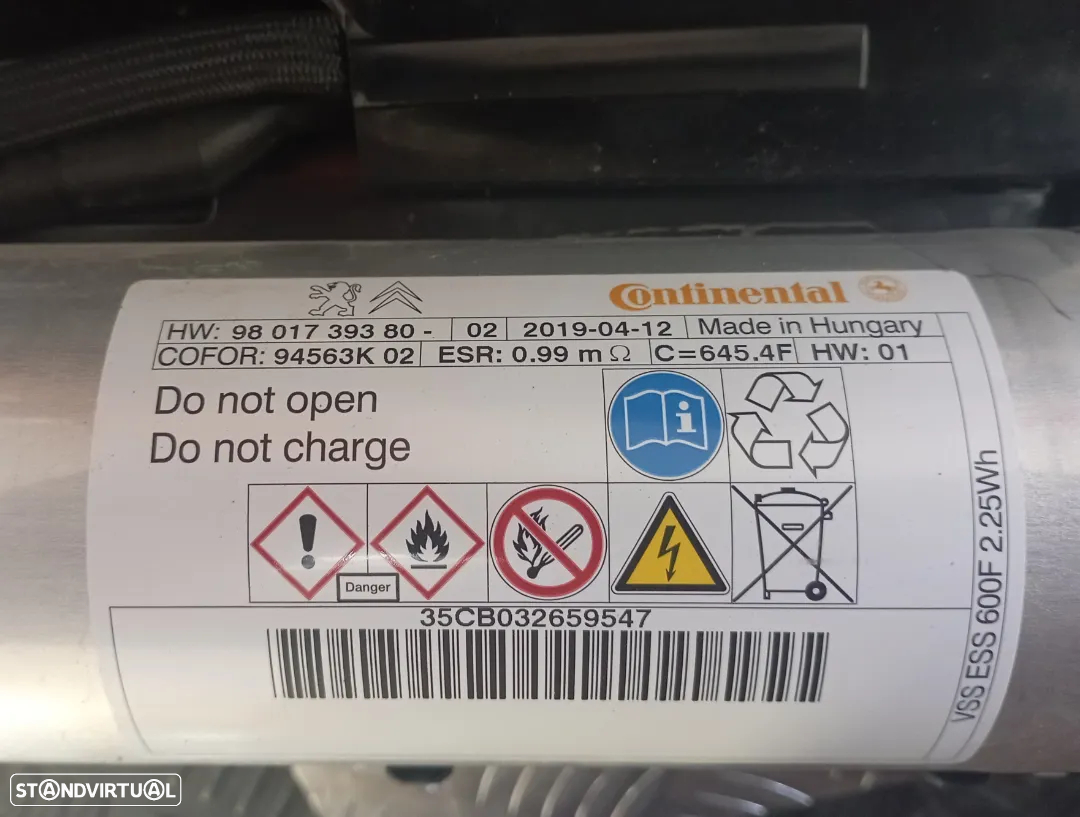 Continental
HW: 98 017 393 80 - 02 2019-04-12 Made in Hungary
COFOR: 94563K 02 ESR: 0.99 mΩ C=645.4F HW: 01
Do not open
Do not charge
Danger
35CB032659547
VSS ESS 600F 2.25Wh
STANDVIRTUAL